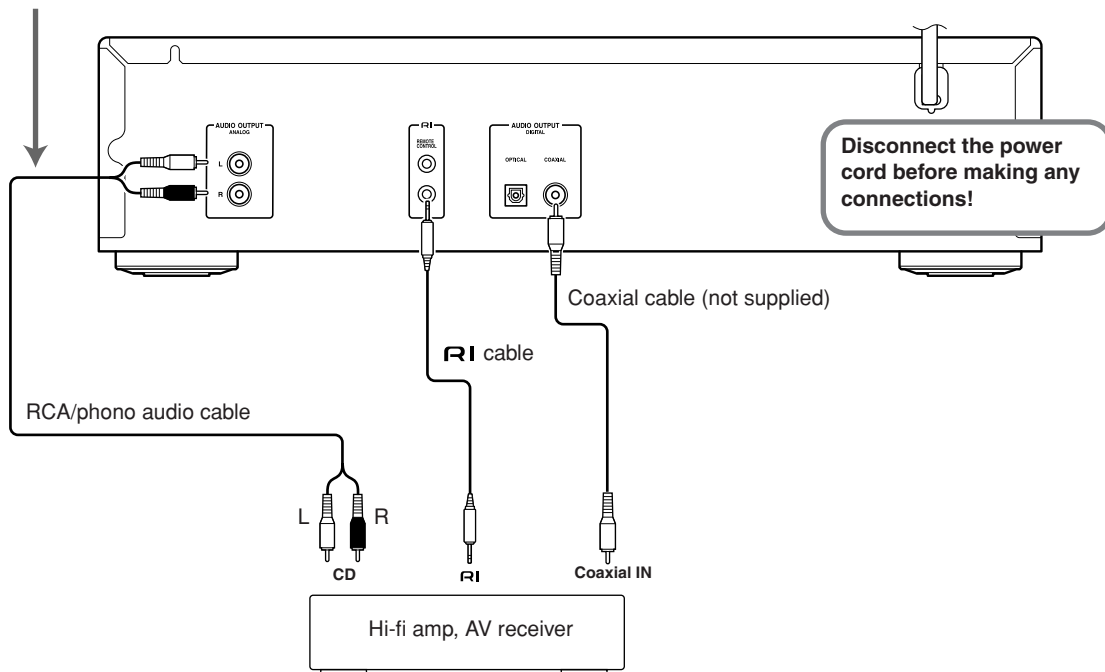 AUDIO OUTPUT
ANALOG
L
R
RI
REMOTE
CONTROL
AUDIO OUTPUT
DIGITAL
OPTICAL
COAXIAL
Disconnect the power
cord before making any
connections!
Coaxial cable (not supplied)
RI cable
RCA/phono audio cable
L
R
CD
RI
Coaxial IN
Hi-fi amp, AV receiver